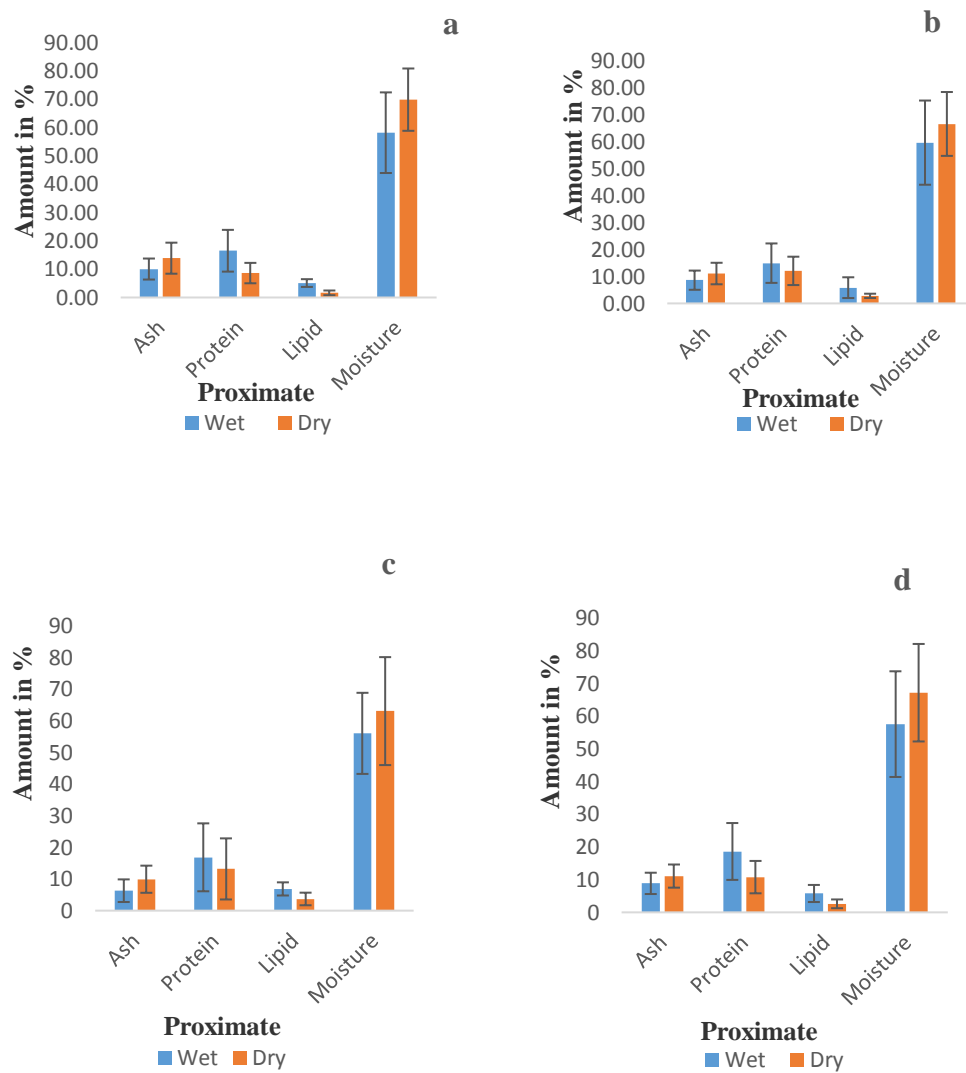 a
90.00
80.00
70.00
60.00
50.00
40.00
30.00
20.00
10.00
0.00
Amount in %
Ash
Protein
Lipid
Moisture
Proximate
Wet Dry
b
90.00
80.00
70.00
60.00
50.00
40.00
30.00
20.00
10.00
0.00
Amount in %
Ash
Protein
Lipid
Moisture
Proximate
Wet Dry
c
90
80
70
60
50
40
30
20
10
0
Amount in %
Ash
Protein
Lipid
Moisture
Proximate
Wet Dry
d
90
80
70
60
50
40
30
20
10
0
Amount in %
Ash
Protein
Lipid
Moisture
Proximate
Wet Dry